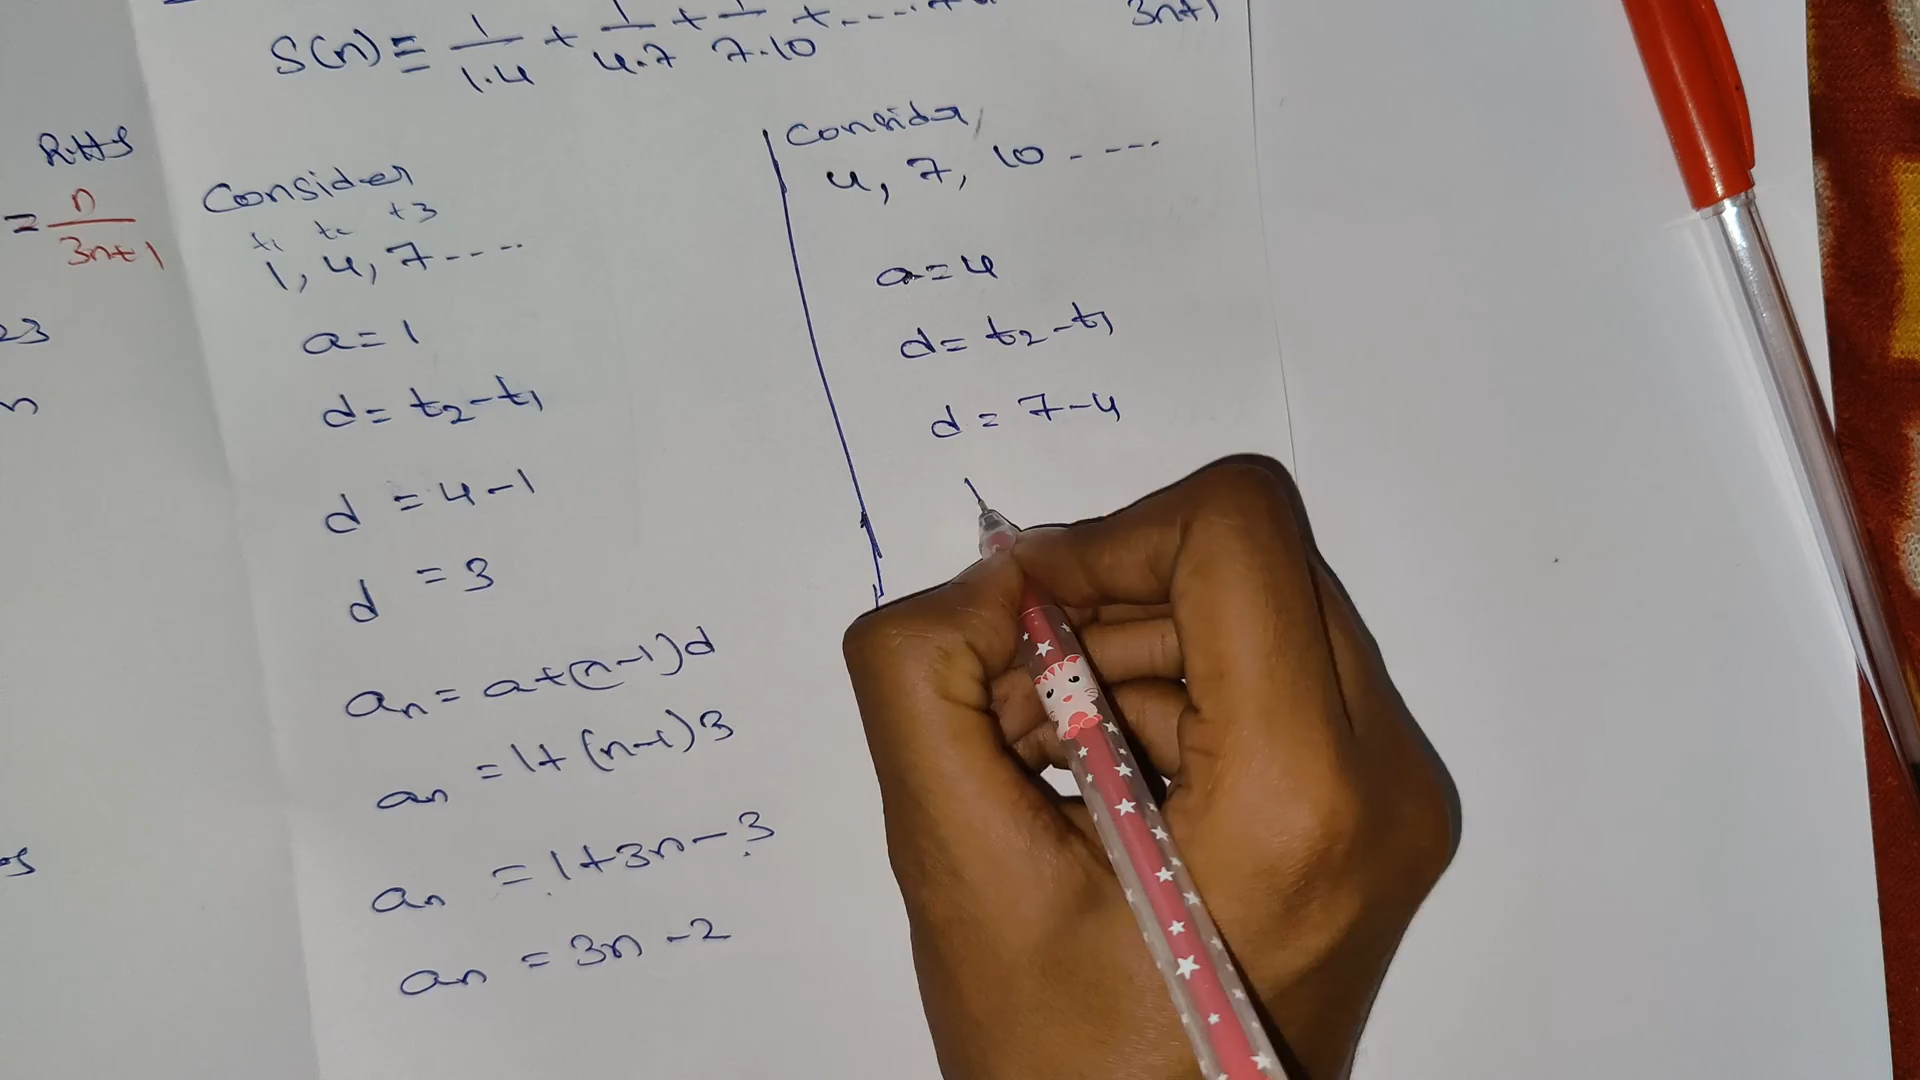 S(n) = 1/1.4 + 1/4.7 + 1/7.10 + ....+
3n+1
RHS
= n/3n+1
23
n
Consider
t1 t2 t3
1, 4, 7 ----
a = 1
d = t2 - t1
d = 4 - 1
d = 3
an = a + (n-1)d
an = 1 + (n-1)3
an = 1 + 3n - 3
an = 3n - 2
Consider
4, 7, 10 -----
a = 4
d = t2 - t1
d = 7 - 4